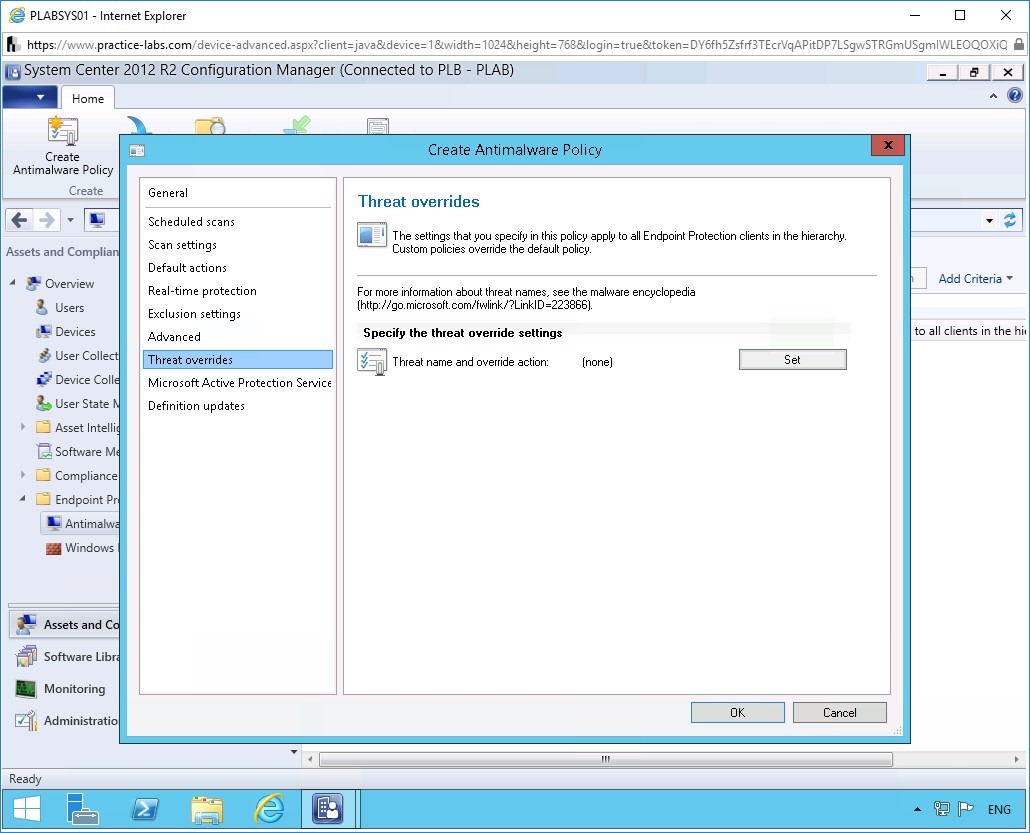 PLABSYS01 - Internet Explorer
https://www.practice-labs.com/device-advanced.aspx?client=java&device=1&width=1024&height=768&login=true&token=DY6fh5Zsfrf3TEcrVqAPitDP7LSgwSTRGmUSgmIWLEOQOXiQ
System Center 2012 R2 Configuration Manager (Connected to PLB - PLAB)
Home
Create
Antimalware Policy
Create
Create Antimalware Policy
x
Assets and Complian
Overview
Users
Devices
User Collect
Device Colle
User State M
Asset Intellig
Software Me
Compliance
Endpoint Pr
Antimalwa
Windows
Assets and Co
Software Libra
Monitoring
Administratio
General
Scheduled scans
Scan settings
Default actions
Real-time protection
Exclusion settings
Advanced
Threat overrides
Microsoft Active Protection Service
Definition updates
Threat overrides
The settings that you specify in this policy apply to all Endpoint Protection clients in the hierarchy.
Custom policies override the default policy.
For more information about threat names, see the malware encyclopedia
(http://go.microsoft.com/fwlink/?LinkID=223866).
Specify the threat override settings
Threat name and override action: (none)
Set
OK
Cancel
Add Criteria
to all clients in the hi
Ready
ENG